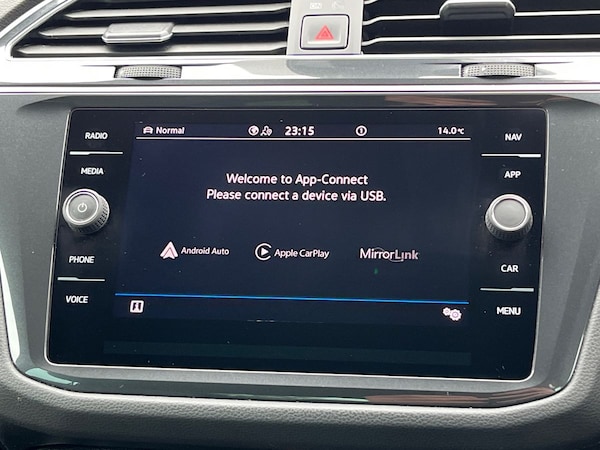 RADIO
MEDIA
PHONE
VOICE
Normal 23:15 14.0°C
Welcome to App-Connect
Please connect a device via USB.
Android Auto Apple CarPlay MirrorLink
NAV
APP
CAR
MENU